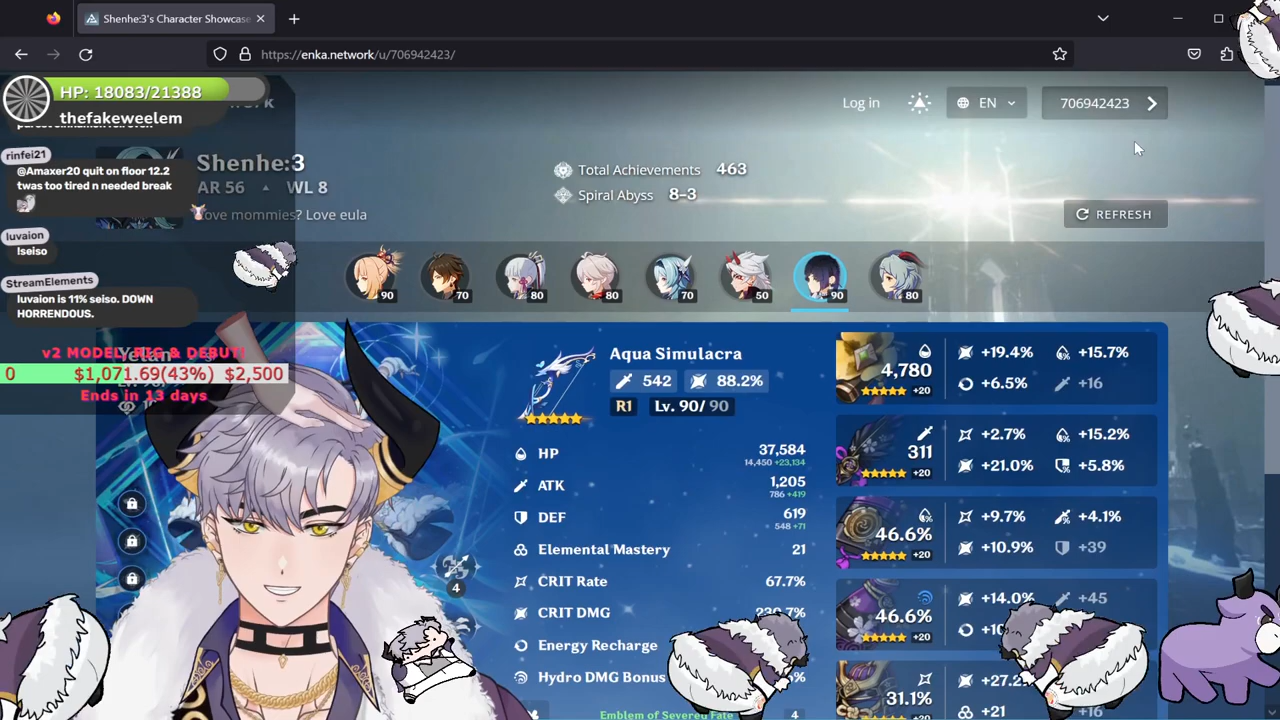 Shenhe:3's Character Showcase
https://enka.network/u/706942423/
HP: 18083/21388
thefakeweelem
Log in
EN
706942423
rinfei21
@Amaxer20 quit on floor 12.2
twas too tired n needed break
luvaion
!seiso
StreamElements
luvaion is 11% seiso. DOWN
HORRENDOUS.
Shenhe:3
AR 56
WL 8
Love mommies? Love eula
Total Achievements 463
Spiral Abyss 8-3
REFRESH
90
70
80
80
70
50
90
80
v2 MODEL, RIG & DEBUT!
0 $1,071.69(43%) $2,500
Ends in 13 days
Yelan
Aqua Simulacra
542 88.2%
R1 Lv. 90/ 90
HP 37,584
14,450 +23,134
ATK 1,205
786 +419
DEF 619
548 +71
Elemental Mastery 21
CRIT Rate 67.7%
CRIT DMG
Energy Recharge
Hydro DMG Bonus
Emblem of Severed Fate 4
4
4,780
+20
+19.4% +15.7%
+6.5% +16
311
+20
+2.7% +15.2%
+21.0% +5.8%
46.6%
+20
+9.7% +4.1%
+10.9% +39
46.6%
+20
+14.0% +45
31.1%
+21 +16